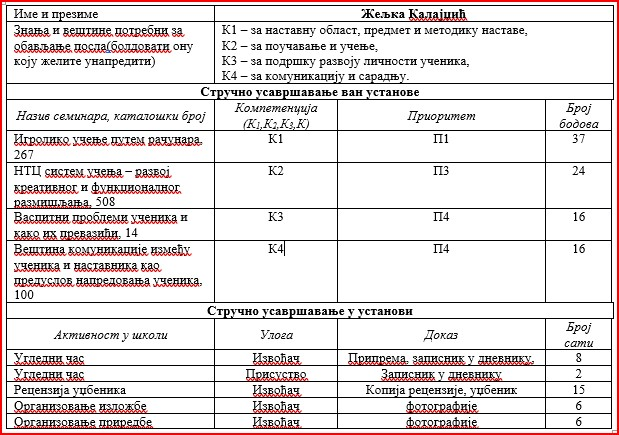 Име и презиме
Жељка Калајџић
Знања и вештине потребни за
обављање посла(болдовати ону
коју желите унапредити)
К1 – за наставну област, предмет и методику наставе,
К2 – за поучавање и учење,
К3 – за подршку развоју личности ученика,
К4 – за комуникацију и сарадњу.
Стручно усавршавање ван установе
Назив семинара, каталошки број
Компетенција
(К1,К2,К3,К)
Приоритет
Број
бодова
Игролико учење путем рачунара,
267
К1
П1
37
НТЦ систем учења – развој
креативног и функционалног
размишљања, 508
К2
П3
24
Васпитни проблеми ученика и
како их превазићи, 14
К3
П4
16
Вештина комуникације између
ученика и наставника као
предуслов напредовања ученика,
100
К4
П4
16
Стручно усавршавање у установи
Активност у школи
Улога
Доказ
Број
сати
Угледни час
Извођач
Припрема, записник у дневнику,
8
Угледни час
Присуство
Записник у дневнику
2
Рецензија уџбеника
Извођач
Копија рецензије, уџбеник
15
Организовање изложбе
Извођач
фотографије
6
Организовање приредбе
Извођач
фотографије
6